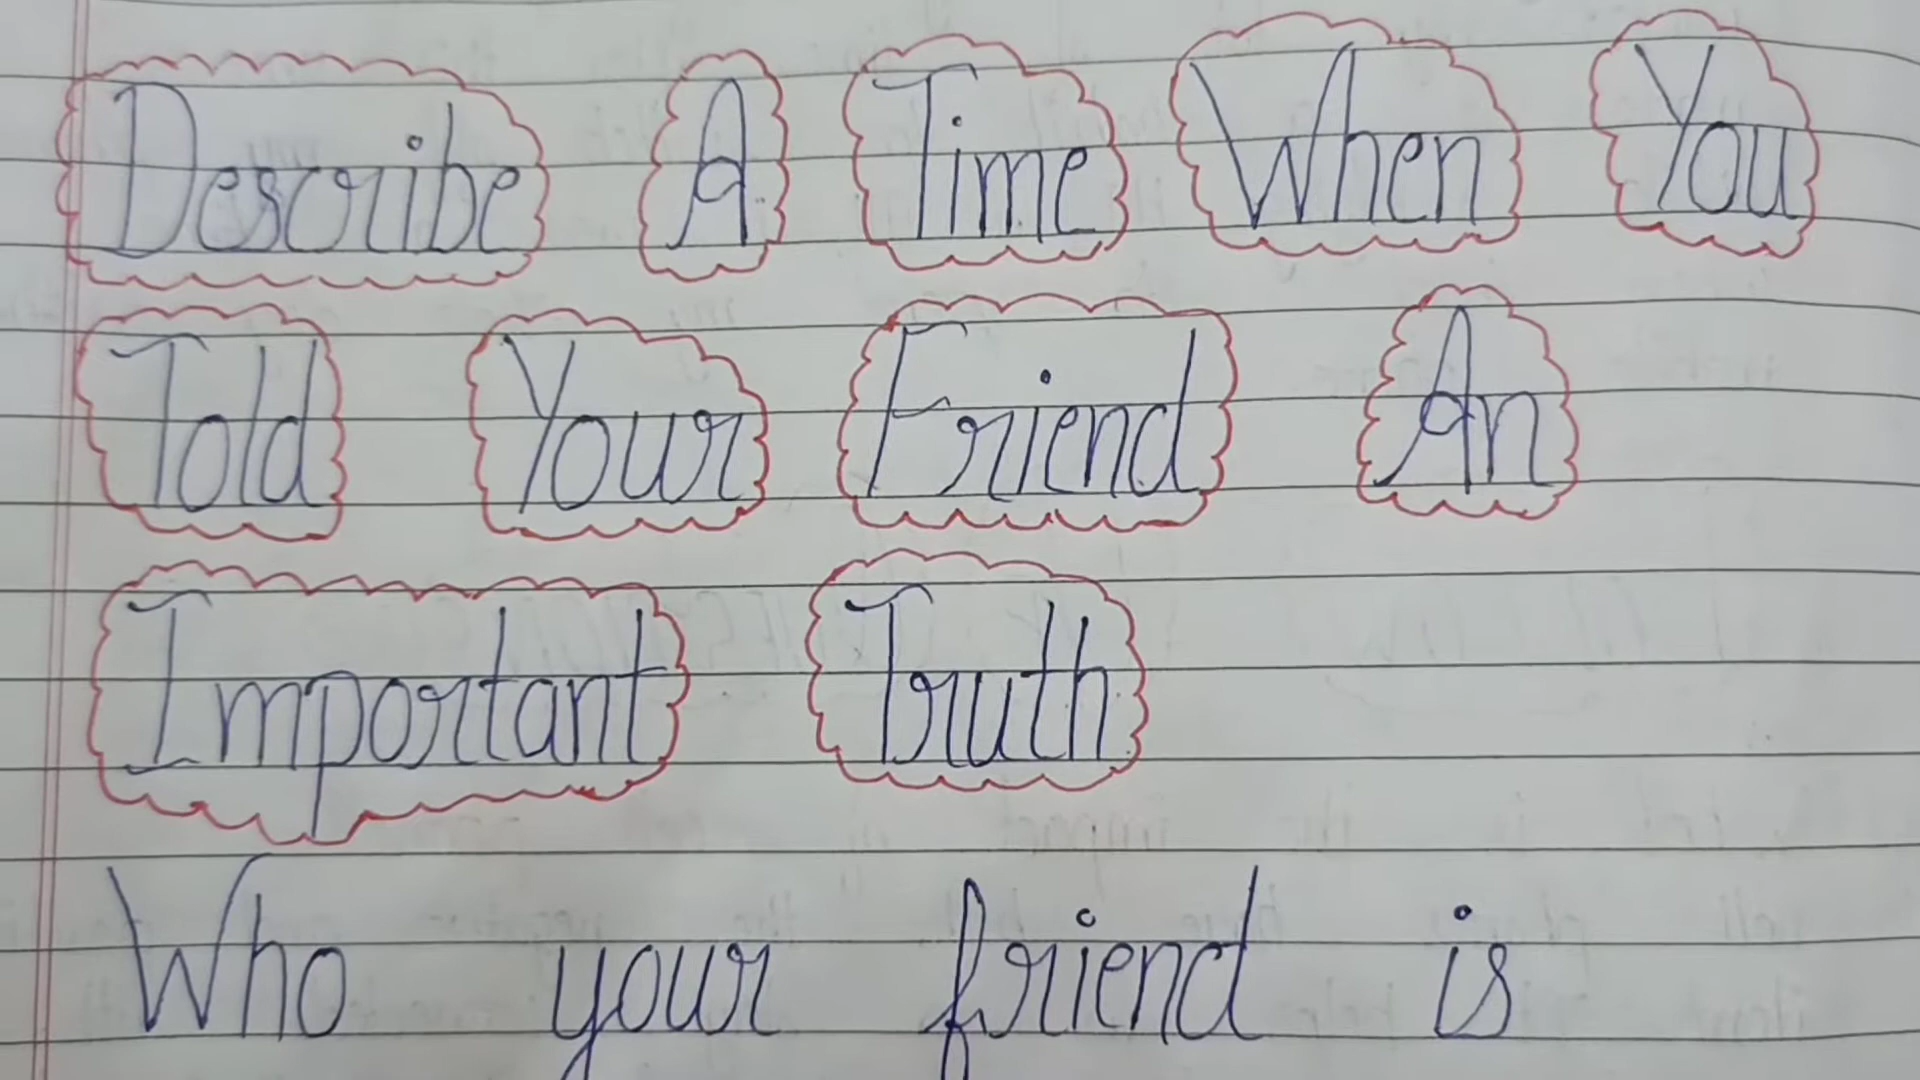 Describe A Time When You
Told Your Friend An
Important Truth
Who your friend is